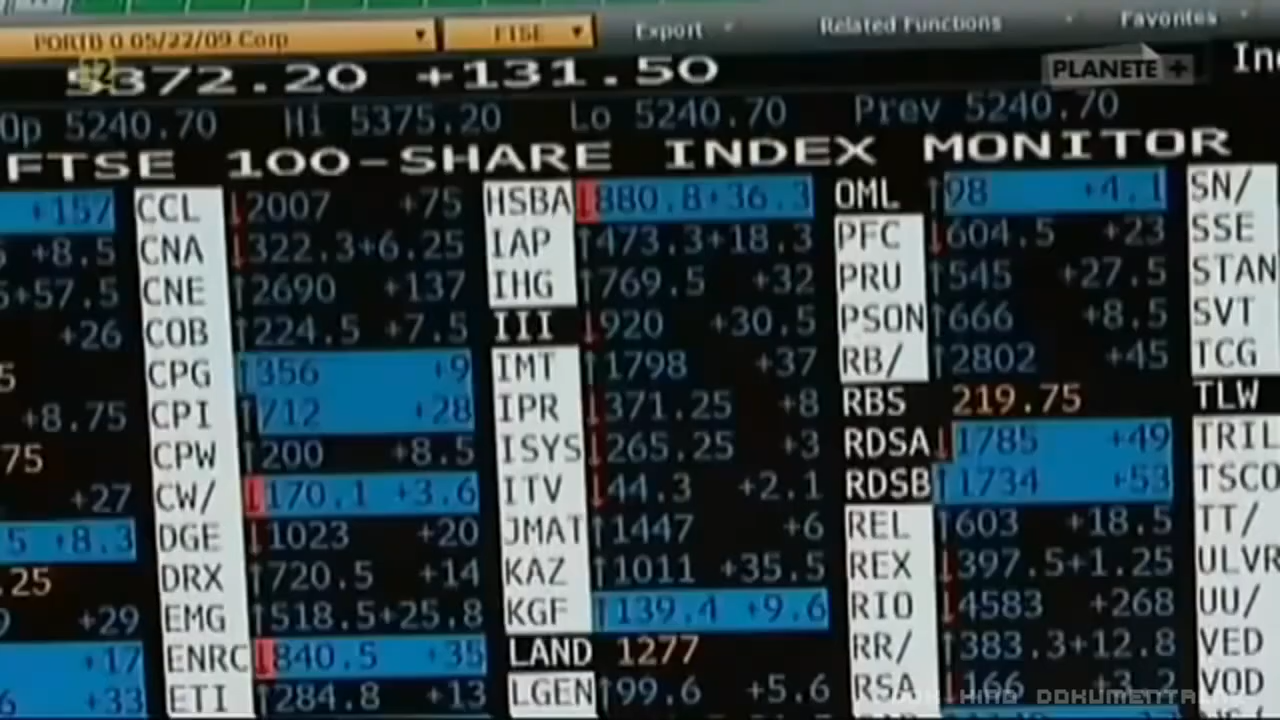 PORTB 0 05/22/09 Corp FTSE Export Related Functions Favorites
5372.20 +131.50 PLANETE +
12
Op 5240.70 Hi 5375.20 Lo 5240.70 Prev 5240.70
FTSE 100-SHARE INDEX MONITOR
+157 CCL ↓2007 +75 HSBA ↓880.8+36.3 OML ↑98 +4.1 SN/
+8.5 CNA ↓322.3+6.25 IAP ↑473.3+18.3 PFC ↓604.5 +23 SSE
+57.5 CNE ↑2690 +137 IHG ↑769.5 +32 PRU ↑545 +27.5 STAN
+26 COB ↑224.5 +7.5 III ↓920 +30.5 PSON ↑666 +8.5 SVT
5 CPG ↑356 +9 IMT ↑1798 +37 RB/ ↑2802 +45 TCG
+8.75 CPI ↑712 +28 IPR ↓371.25 +8 RBS 219.75 TLW
75 CPW ↑200 +8.5 ISYS ↓265.25 +3 RDSA ↓1785 +49 TRIL
+27 CW/ ↓170.1 +3.6 ITV ↓44.3 +2.1 RDSB ↑1734 +53 TSCO
5 +8.3 DGE ↓1023 +20 JMAT ↑1447 +6 REL ↑603 +18.5 TT/
.25 DRX ↑720.5 +14 KAZ ↑1011 +35.5 REX ↓397.5+1.25 ULVR
+29 EMG ↑518.5+25.8 KGF ↑139.4 +9.6 RIO ↓4583 +268 UU/
+17 ENRC ↓840.5 +35 LAND 1277 RR/ ↑383.3+12.8 VED
+33 ETI ↑284.8 +13 LGEN ↑99.6 +5.6 RSA ↓166 +3.2 VOD